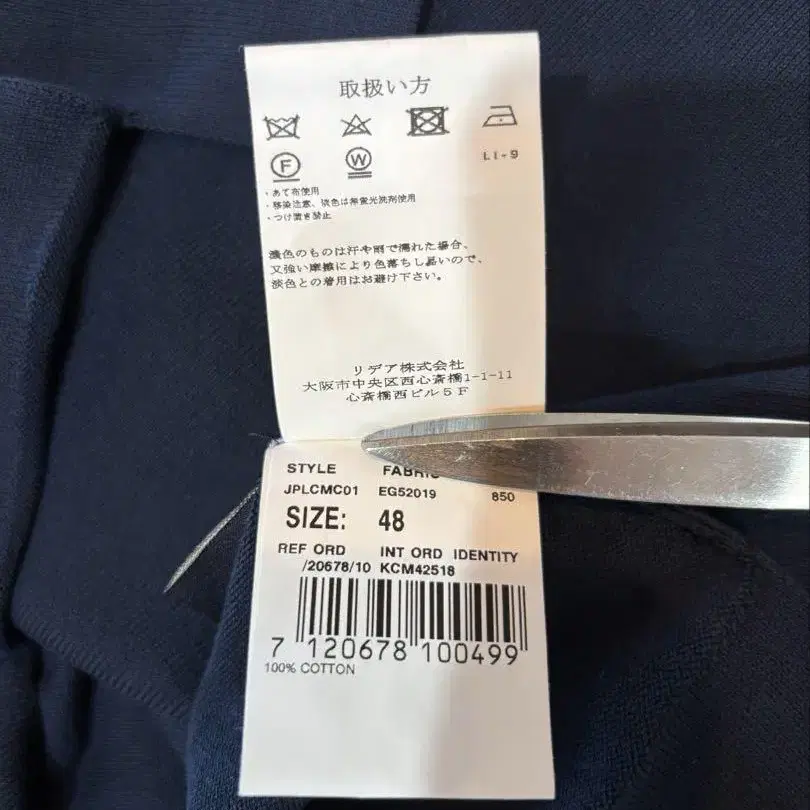 取扱い方
F
W
LI-9
・あて布使用
・移染注意、淡色は無蛍光洗剤使用
・つけ置き禁止
濃色のものは汗や雨で濡れた場合、
又強い摩擦により色落ちし易いので、
淡色との着用はお避け下さい。
リデア株式会社
大阪市中央区西心斎橋1-1-11
心斎橋西ビル5F
STYLE FABRIC
JPLCMC01 EG52019 850
SIZE: 48
REF ORD INT ORD IDENTITY
/20678/10 KCM42518
7 120678 100499
100% COTTON